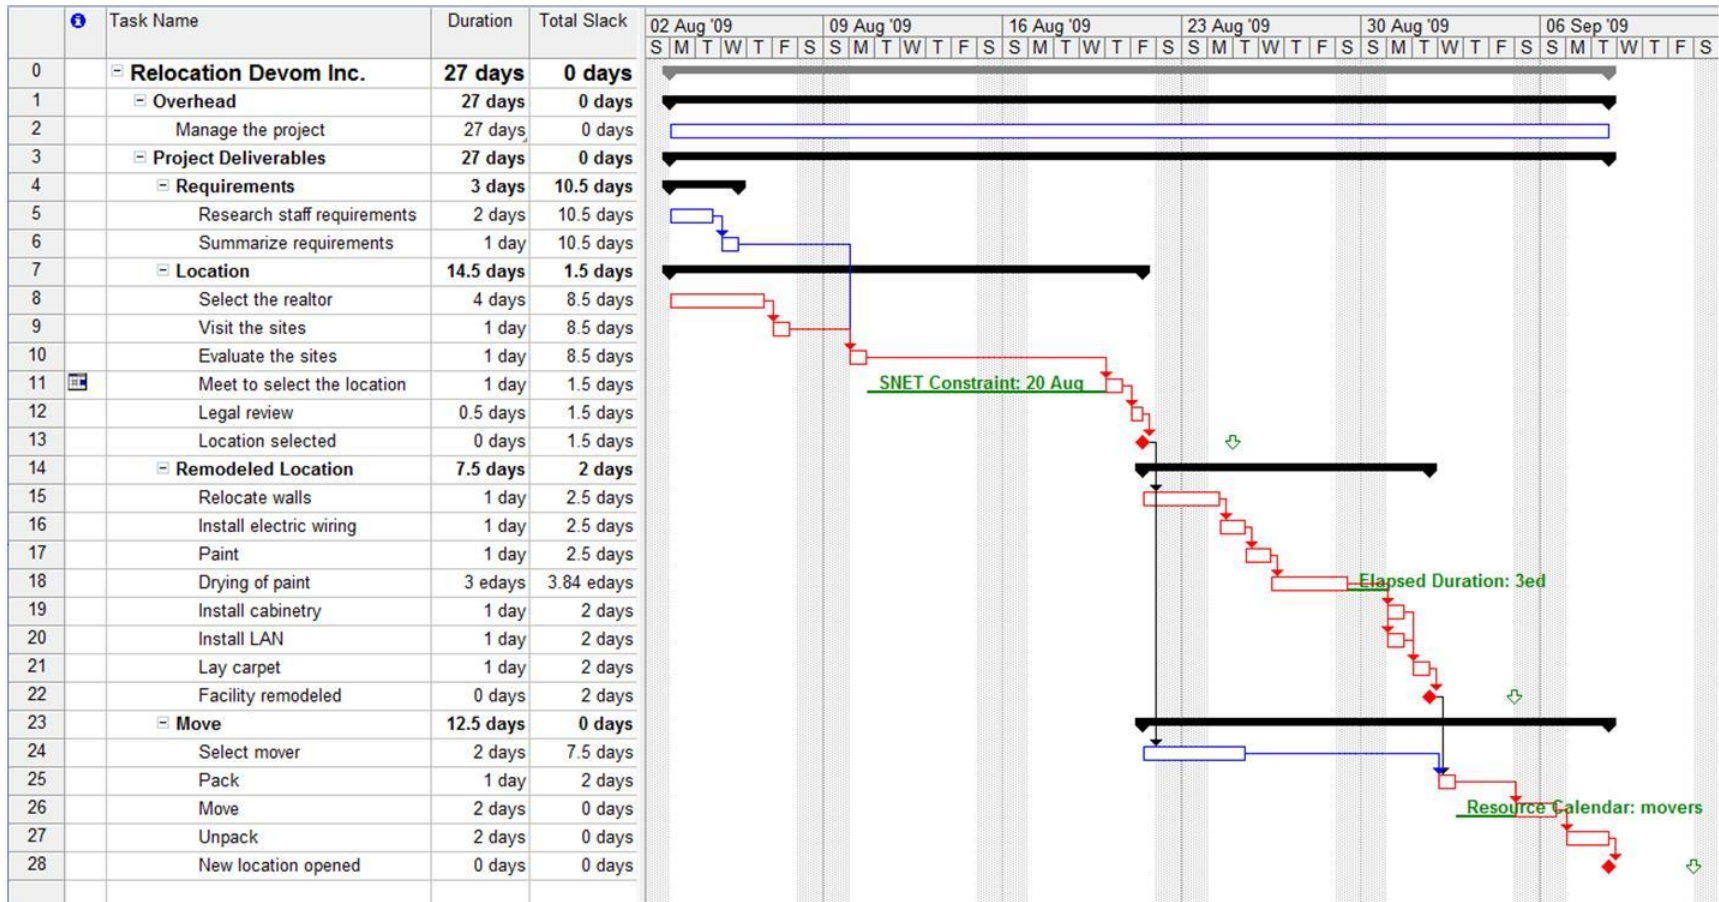 Task Name Duration Total Slack 02 Aug '09 09 Aug '09 16 Aug '09 23 Aug '09 30 Aug '09 06 Sep '09
S M T W T F S S M T W T F S S M T W T F S S M T W T F S S M T W T F S S M T W T F S
0 Relocation Devom Inc. 27 days 0 days
1 Overhead 27 days 0 days
2 Manage the project 27 days 0 days
3 Project Deliverables 27 days 0 days
4 Requirements 3 days 10.5 days
5 Research staff requirements 2 days 10.5 days
6 Summarize requirements 1 day 10.5 days
7 Location 14.5 days 1.5 days
8 Select the realtor 4 days 8.5 days
9 Visit the sites 1 day 8.5 days
10 Evaluate the sites 1 day 8.5 days
11 Meet to select the location 1 day 1.5 days SNET Constraint: 20 Aug
12 Legal review 0.5 days 1.5 days
13 Location selected 0 days 1.5 days
14 Remodeled Location 7.5 days 2 days
15 Relocate walls 1 day 2.5 days
16 Install electric wiring 1 day 2.5 days
17 Paint 1 day 2.5 days
18 Drying of paint 3 edays 3.84 edays Elapsed Duration: 3ed
19 Install cabinetry 1 day 2 days
20 Install LAN 1 day 2 days
21 Lay carpet 1 day 2 days
22 Facility remodeled 0 days 2 days
23 Move 12.5 days 0 days
24 Select mover 2 days 7.5 days
25 Pack 1 day 2 days
26 Move 2 days 0 days Resource Calendar: movers
27 Unpack 2 days 0 days
28 New location opened 0 days 0 days